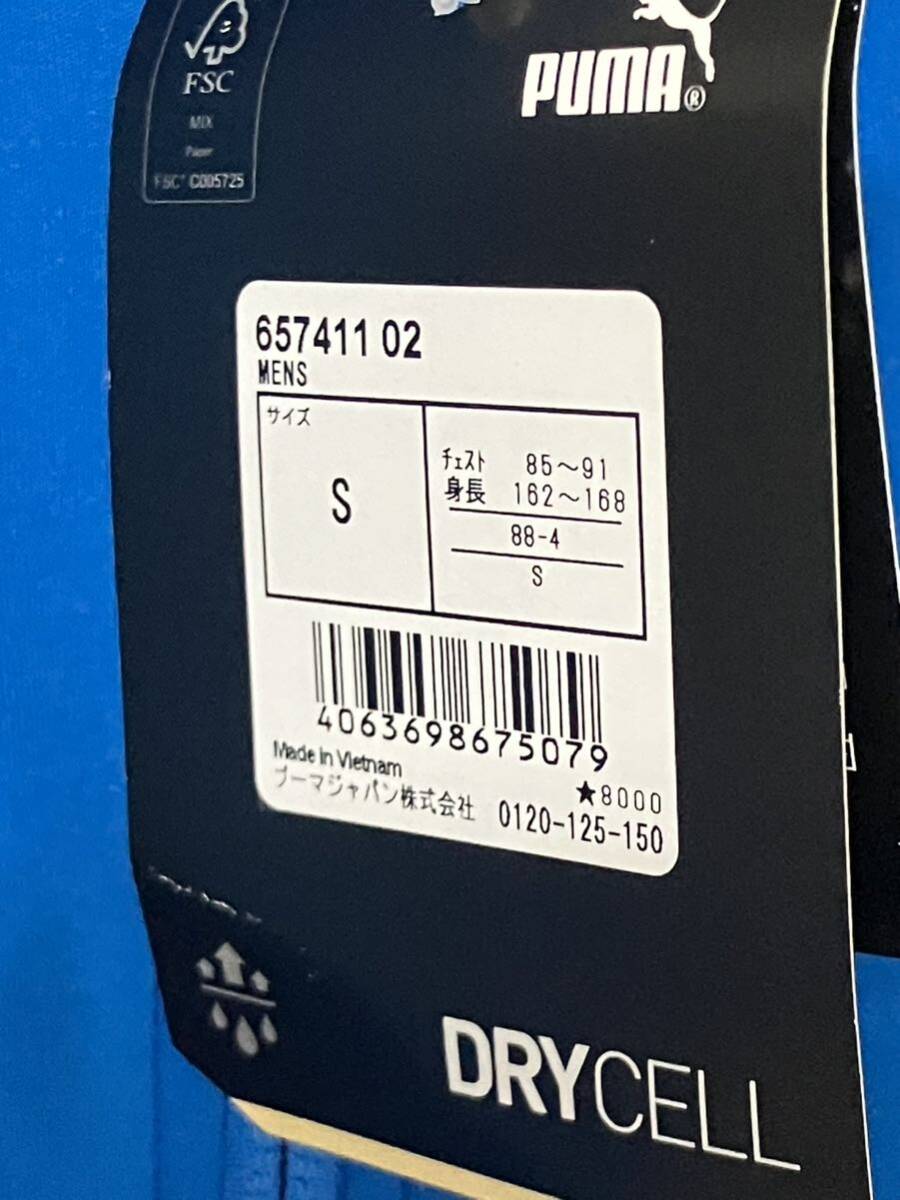 FSC
MIX
Paper
FSC® C005725
PUMA®
657411 02
MENS
サイズ
S
チェスト 85〜91
身長 162〜168
88-4
S
4063698675079
Made in Vietnam
プーマジャパン株式会社
★8000
0120-125-150
DRYCELL